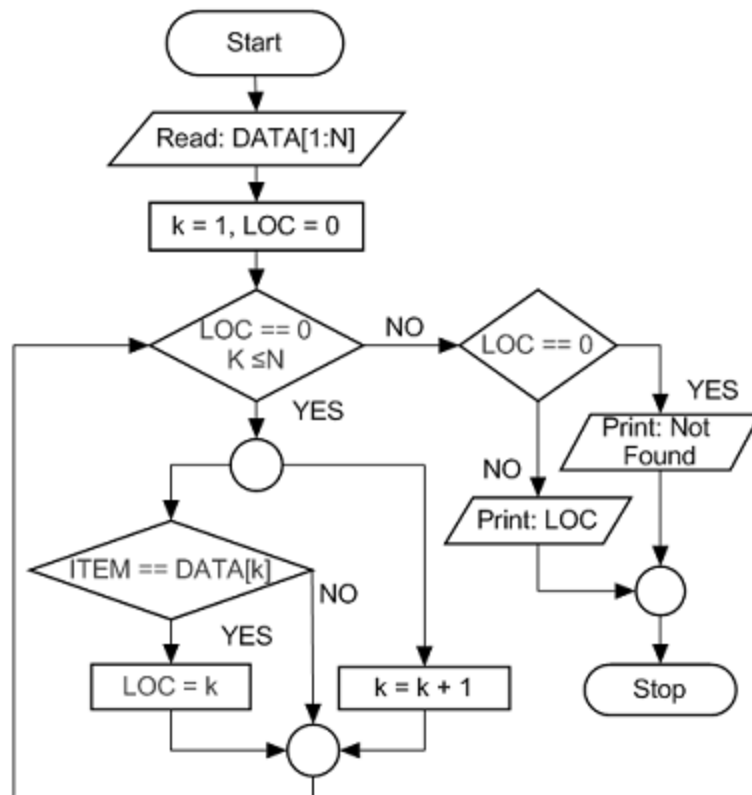 Start
Read: DATA[1:N]
k = 1, LOC = 0
LOC == 0
K ≤N
NO
LOC == 0
YES
YES
Print: Not
Found
NO
Print: LOC
ITEM == DATA[k]
NO
YES
LOC = k
k = k + 1
Stop